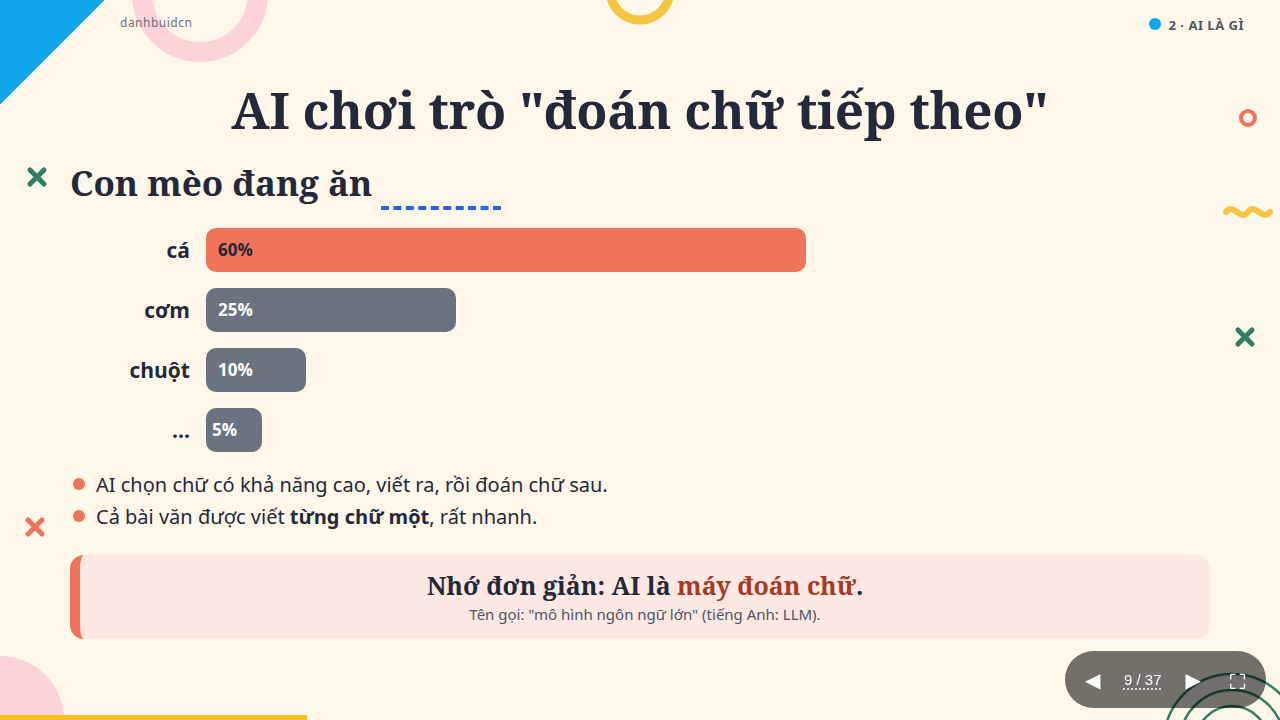 danhbuidcn
2 · AI LÀ GÌ
AI chơi trò "đoán chữ tiếp theo"
Con mèo đang ăn
cá 60%
cơm 25%
chuột 10%
... 5%
AI chọn chữ có khả năng cao, viết ra, rồi đoán chữ sau.
Cả bài văn được viết từng chữ một, rất nhanh.
Nhớ đơn giản: AI là máy đoán chữ.
Tên gọi: "mô hình ngôn ngữ lớn" (tiếng Anh: LLM).
9 / 37